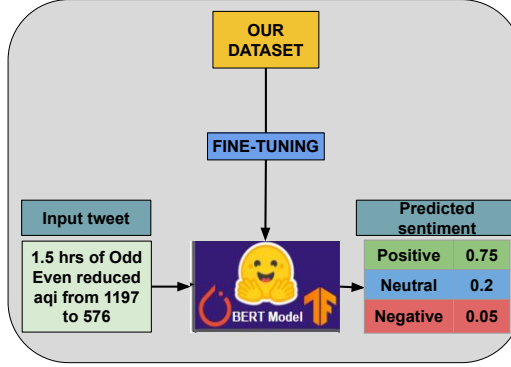 OUR
DATASET
FINE-TUNING
Input tweet
1.5 hrs of Odd
Even reduced
aqi from 1197
to 576
BERT Model
Predicted
sentiment
Positive 0.75
Neutral 0.2
Negative 0.05